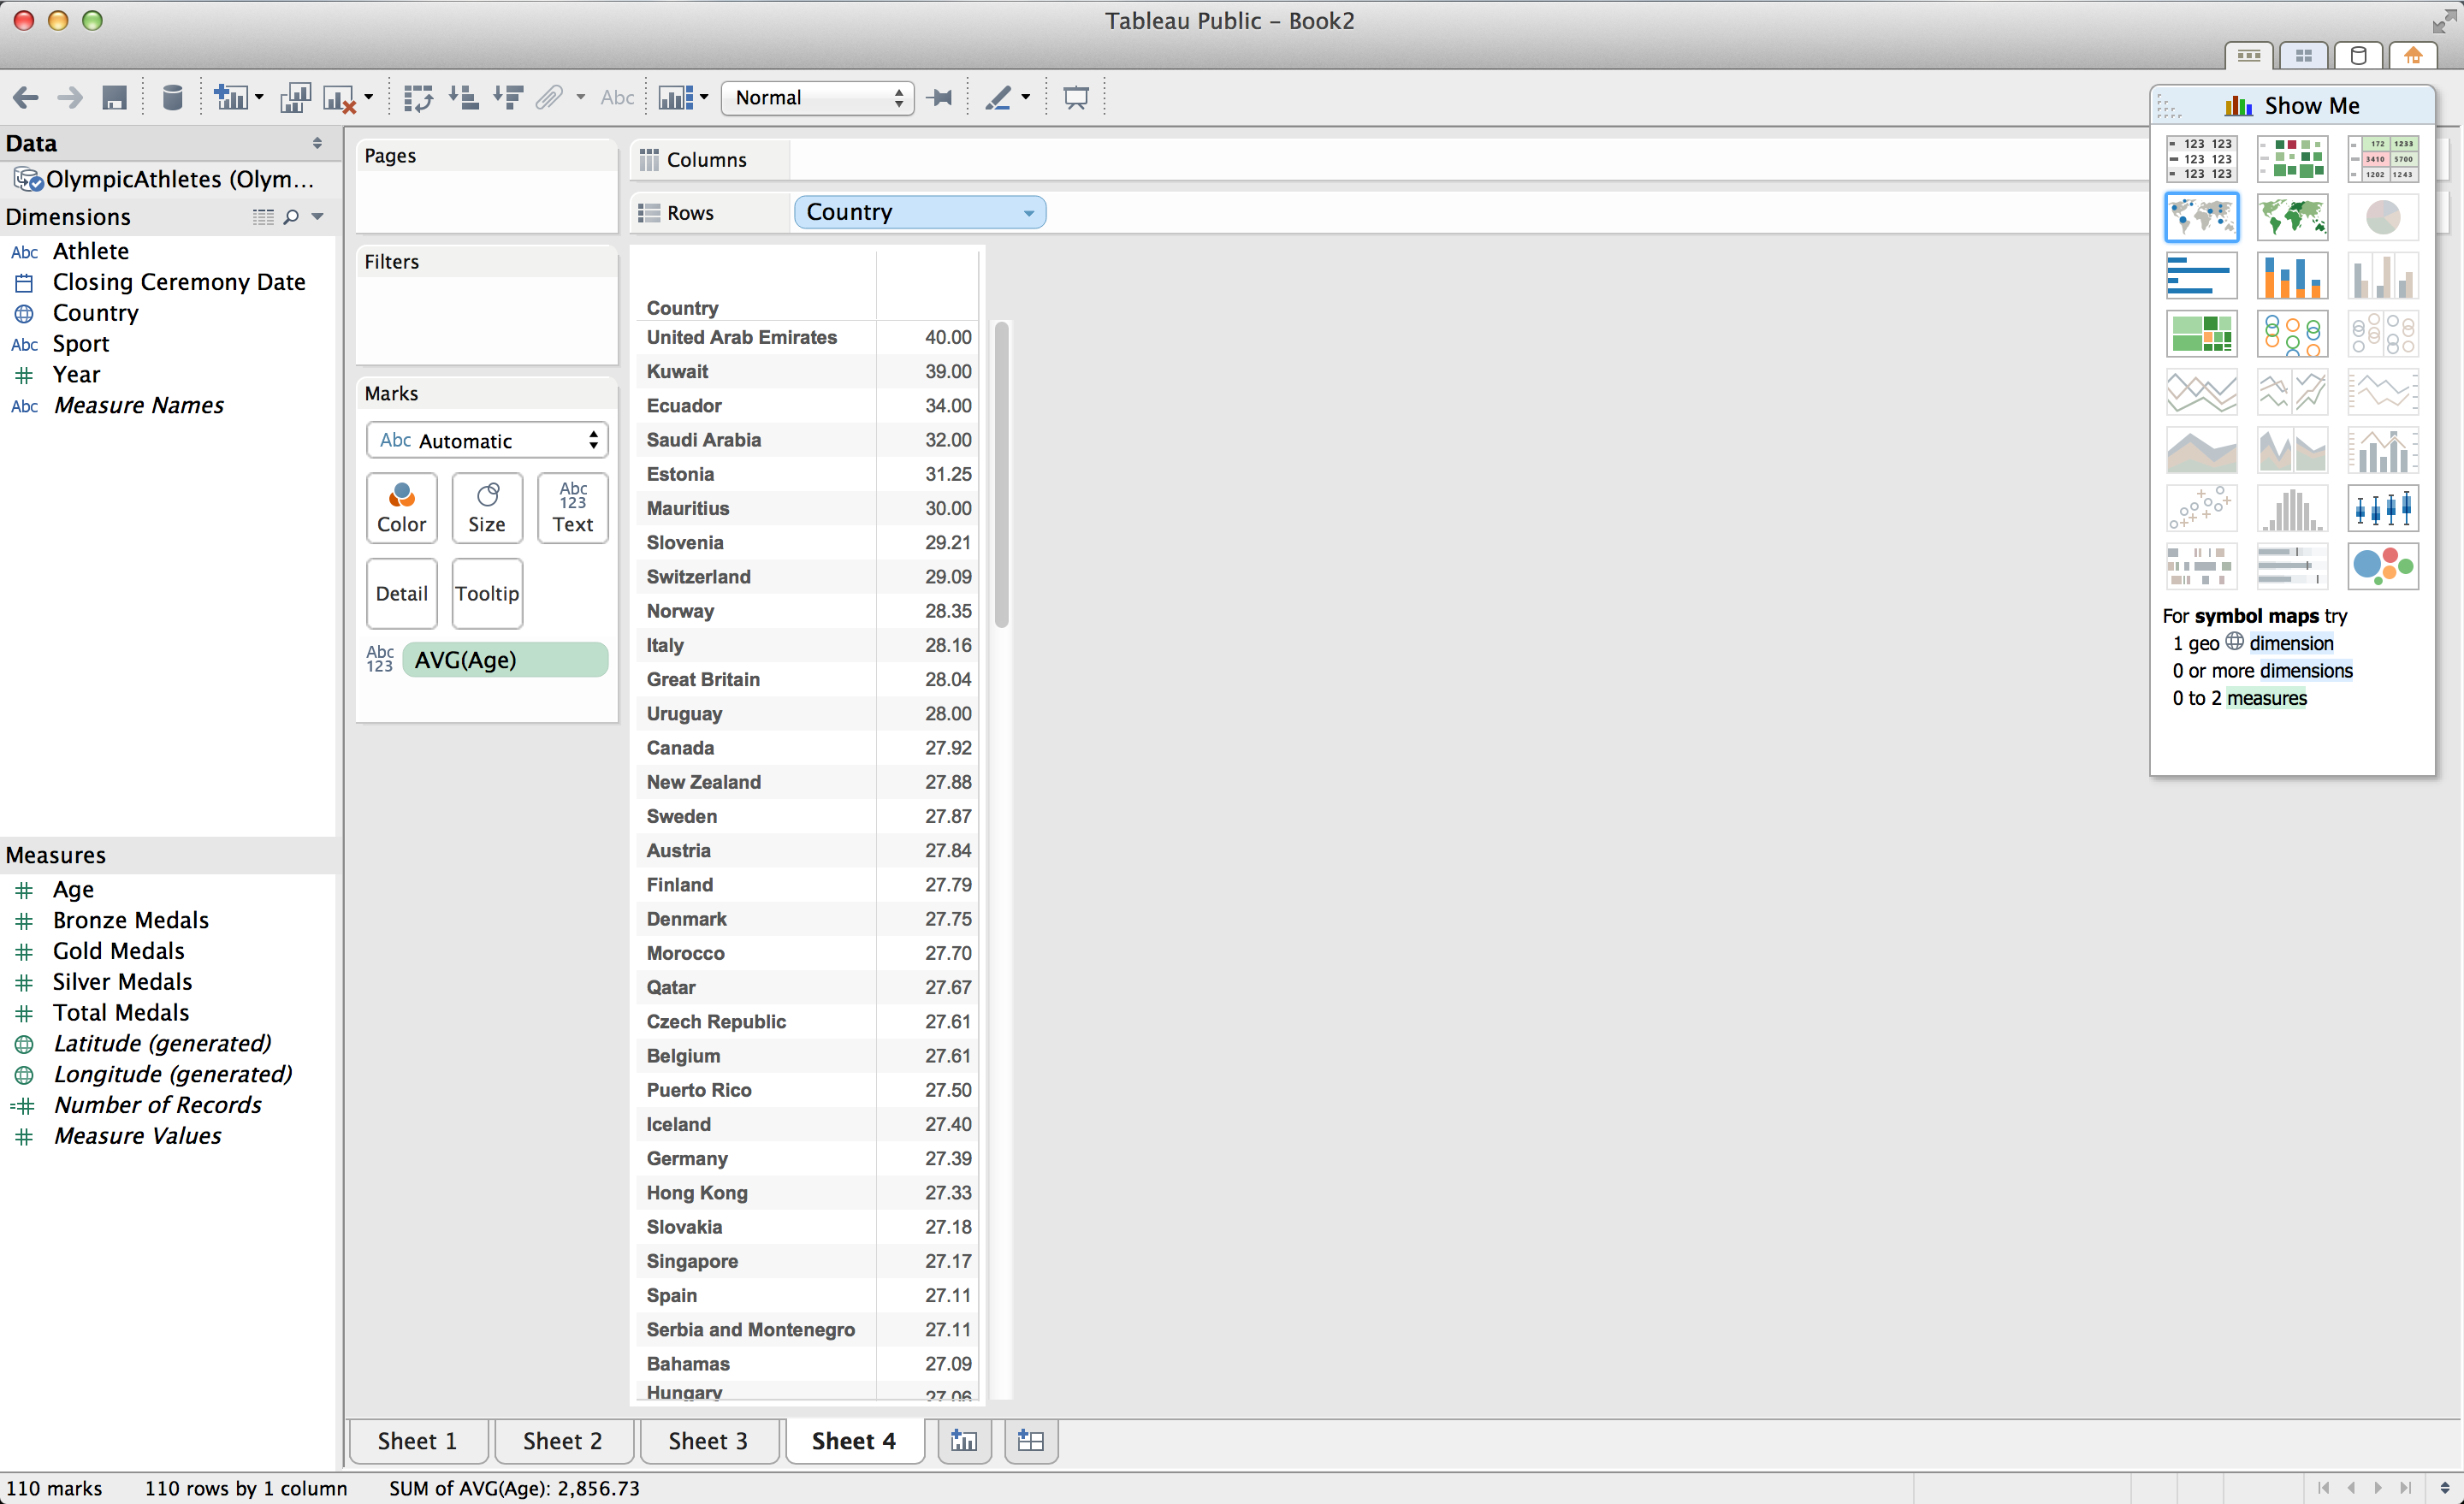 Tableau Public – Book2
Abc
Normal
Show Me
Data
OlympicAthletes (Olym...
Dimensions
Abc Athlete
Closing Ceremony Date
Country
Abc Sport
Year
Abc Measure Names
Measures
Age
Bronze Medals
Gold Medals
Silver Medals
Total Medals
Latitude (generated)
Longitude (generated)
Number of Records
Measure Values
Pages
Filters
Marks
Abc Automatic
Color
Size
Abc
123
Text
Detail
Tooltip
Abc
123
AVG(Age)
Columns
Rows
Country
Country
United Arab Emirates 40.00
Kuwait 39.00
Ecuador 34.00
Saudi Arabia 32.00
Estonia 31.25
Mauritius 30.00
Slovenia 29.21
Switzerland 29.09
Norway 28.35
Italy 28.16
Great Britain 28.04
Uruguay 28.00
Canada 27.92
New Zealand 27.88
Sweden 27.87
Austria 27.84
Finland 27.79
Denmark 27.75
Morocco 27.70
Qatar 27.67
Czech Republic 27.61
Belgium 27.61
Puerto Rico 27.50
Iceland 27.40
Germany 27.39
Hong Kong 27.33
Slovakia 27.18
Singapore 27.17
Spain 27.11
Serbia and Montenegro 27.11
Bahamas 27.09
Hungary 27.06
123 123
123 123
123 123
172 1233
3410 5700
1202 1243
For symbol maps try
1 geo dimension
0 or more dimensions
0 to 2 measures
Sheet 1
Sheet 2
Sheet 3
Sheet 4
110 marks 110 rows by 1 column SUM of AVG(Age): 2,856.73